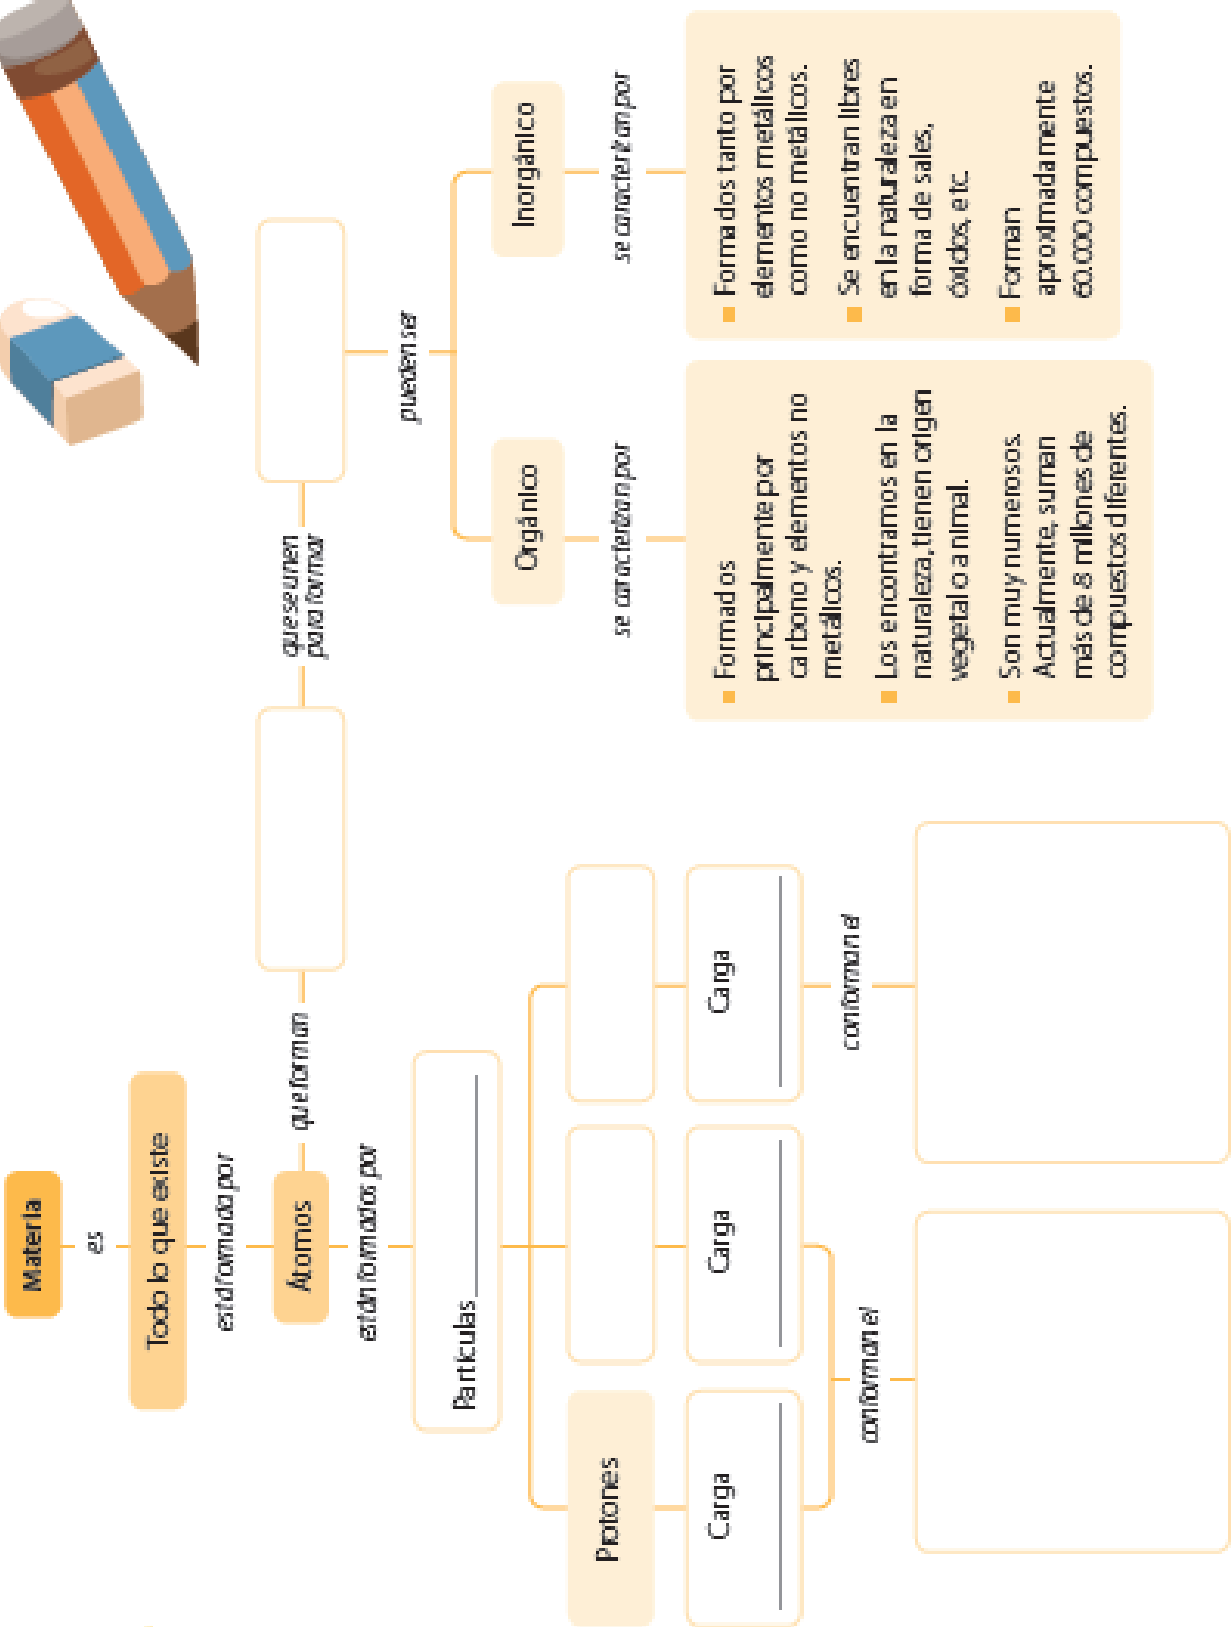 Materia
es
Todo lo que existe
está formada por
Átomos
que forman
que se unen
para formar
están formados por
Partículas
Protones
Carga
Carga
Carga
conforman el
conforman el
pueden ser
Orgánico
Inorgánico
se caracterizan por
se caracterizan por
Formados
principalmente por
carbono y elementos no
metálicos.
Los encontramos en la
naturaleza, tienen origen
vegetal o animal.
Son muy numerosos.
Actualmente, suman
más de 8 millones de
compuestos diferentes.
Formados tanto por
elementos metálicos
como no metálicos.
Se encuentran libres
en la naturaleza en
forma de sales,
óxidos, etc.
Forman
aproximadamente
60.000 compuestos.